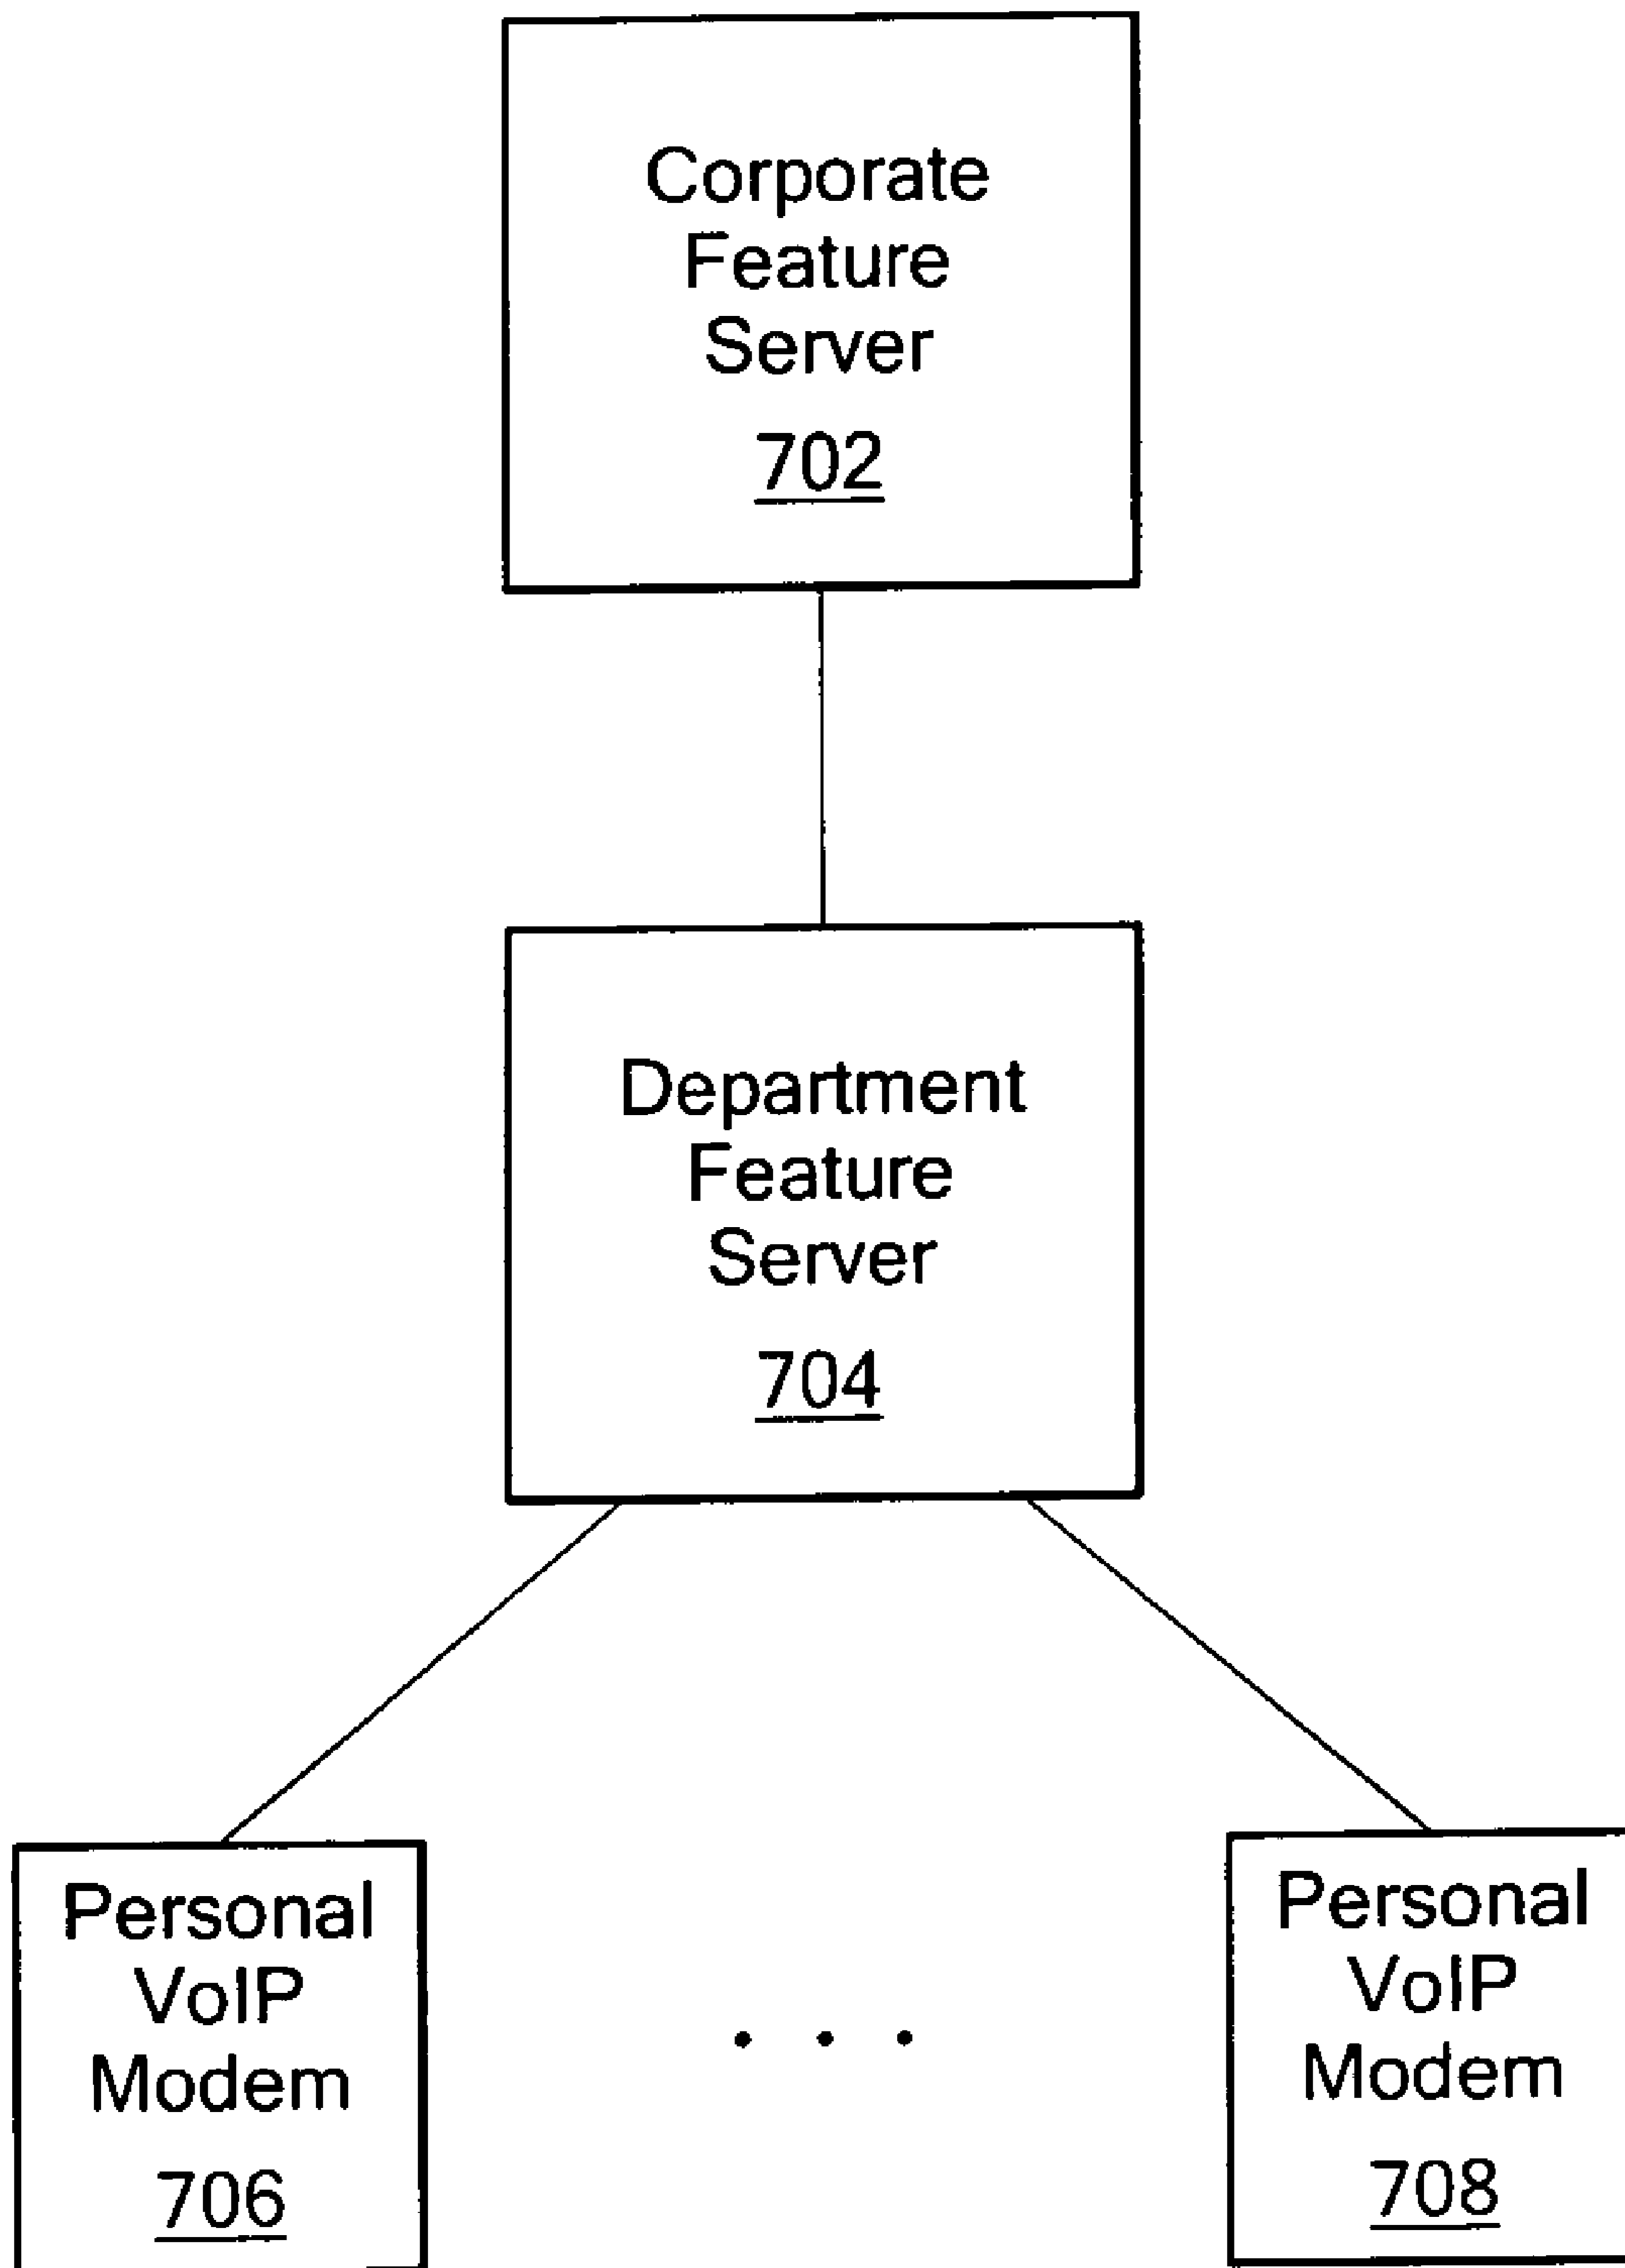 Corporate
Feature
Server
702
Department
Feature
Server
704
Personal
VoIP
Modem
706
. . .
Personal
VoIP
Modem
708